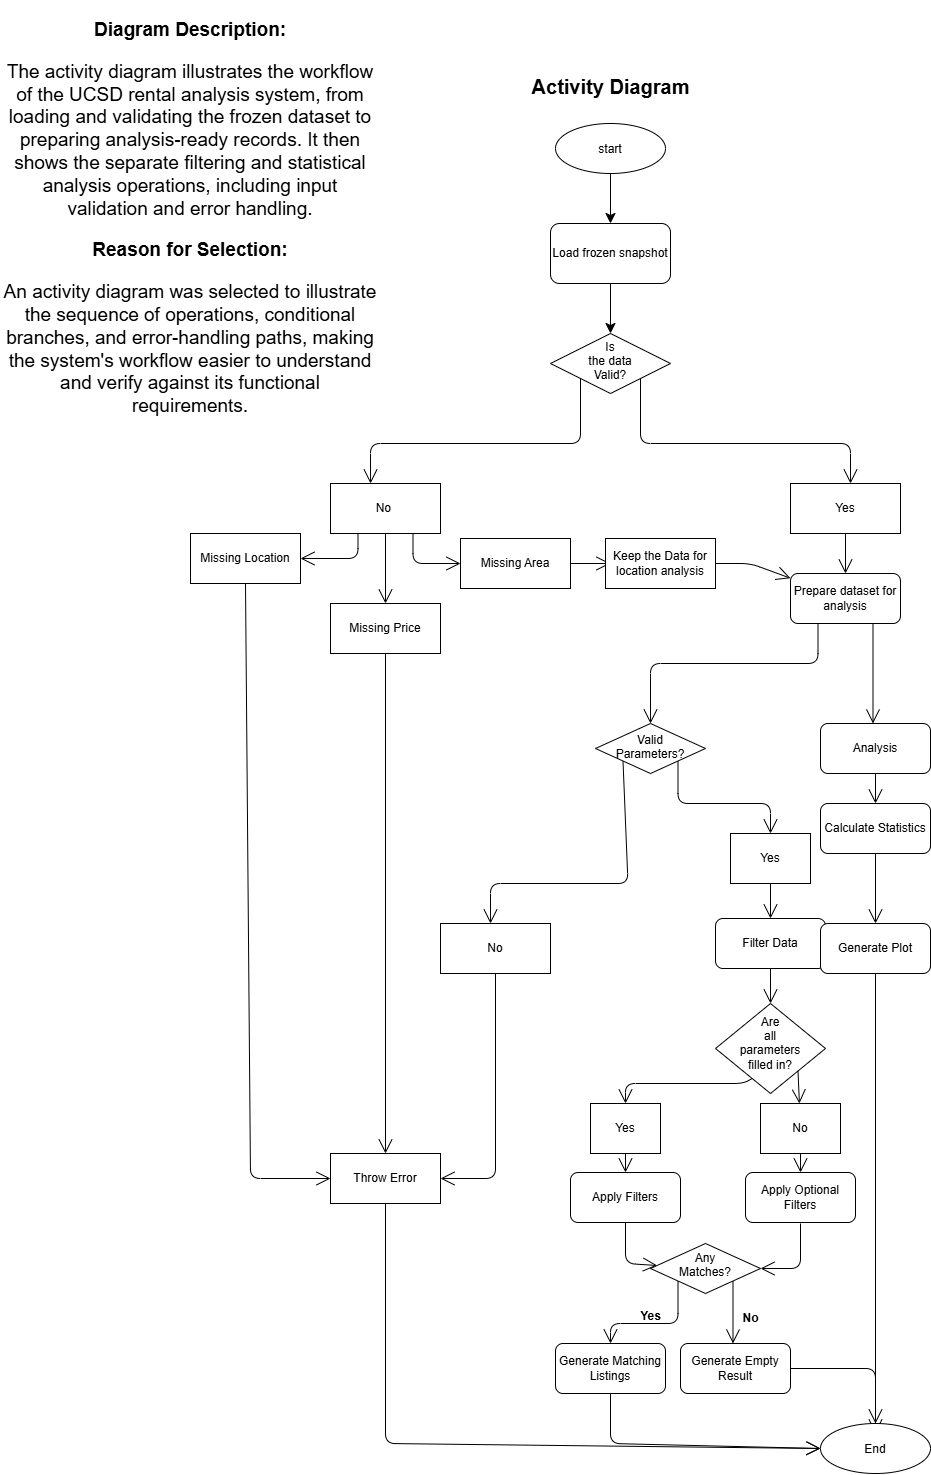 Diagram Description:
The activity diagram illustrates the workflow
of the UCSD rental analysis system, from
loading and validating the frozen dataset to
preparing analysis-ready records. It then
shows the separate filtering and statistical
analysis operations, including input
validation and error handling.
Reason for Selection:
An activity diagram was selected to illustrate
the sequence of operations, conditional
branches, and error-handling paths, making
the system's workflow easier to understand
and verify against its functional
requirements.
Activity Diagram
start
Load frozen snapshot
Is
the data
Valid?
No
Yes
Missing Location
Missing Area
Keep the Data for
location analysis
Prepare dataset for
analysis
Missing Price
Valid
Parameters?
Analysis
Calculate Statistics
Yes
No
Filter Data
Generate Plot
Are
all
parameters
filled in?
Yes
No
Throw Error
Apply Filters
Apply Optional
Filters
Any
Matches?
Yes
No
Generate Matching
Listings
Generate Empty
Result
End